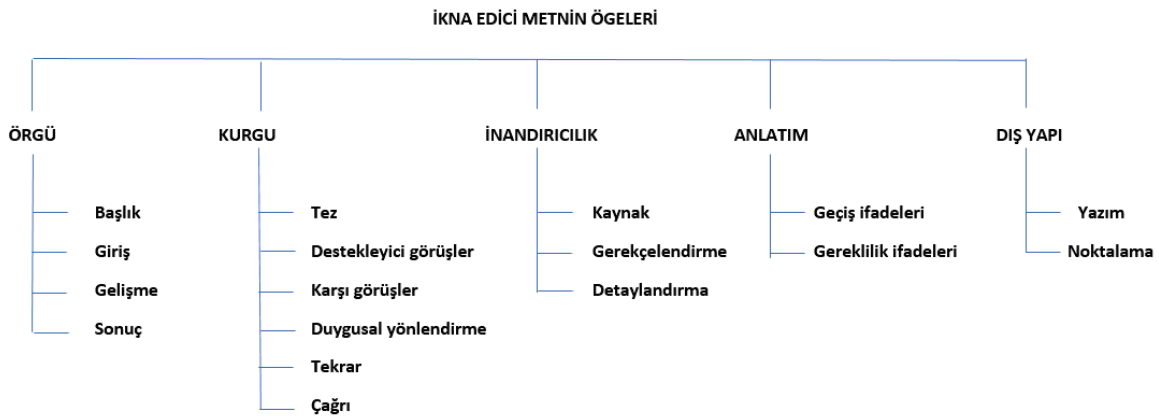 İKNA EDİCİ METNİN ÖGELERİ
ÖRGÜ
KURGU
İNANDIRICILIK
ANLATIM
DIŞ YAPI
Başlık
Giriş
Gelişme
Sonuç
Tez
Destekleyici görüşler
Karşı görüşler
Duygusal yönlendirme
Tekrar
Çağrı
Kaynak
Gerekçelendirme
Detaylandırma
Geçiş ifadeleri
Gereklilik ifadeleri
Yazım
Noktalama